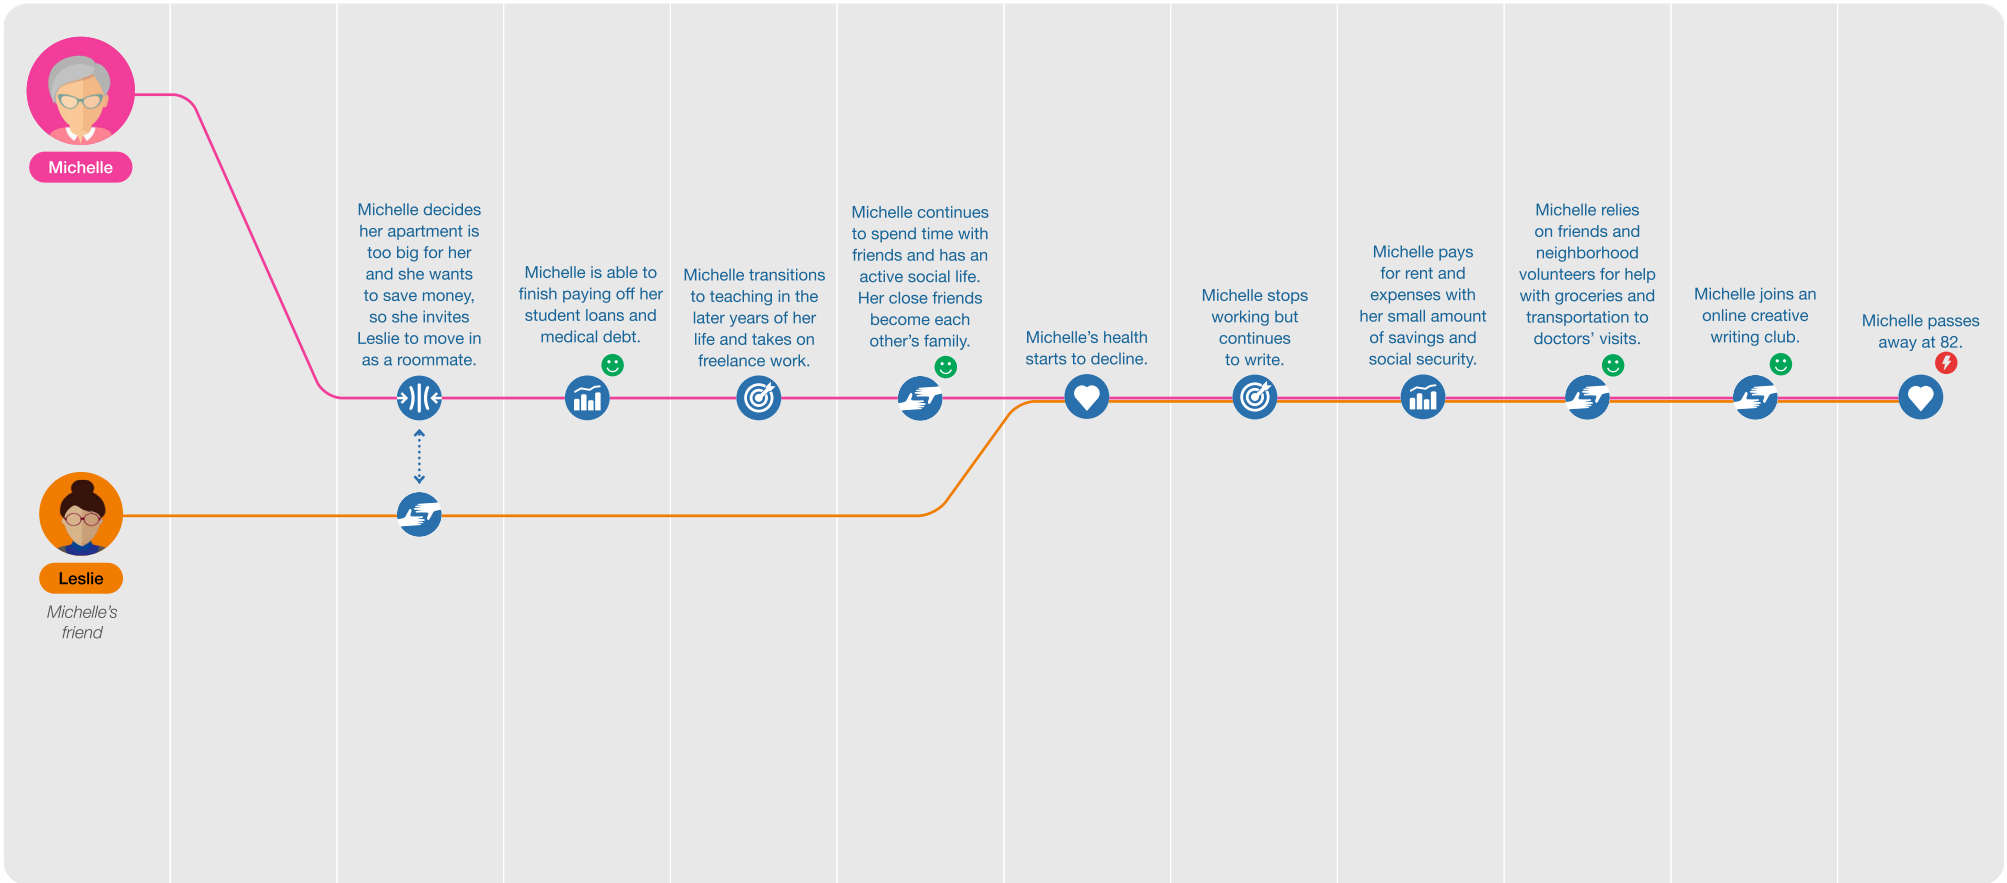 Michelle
Michelle decides
her apartment is
too big for her
and she wants
to save money,
so she invites
Leslie to move in
as a roommate.
Michelle is able to
finish paying off her
student loans and
medical debt.
Michelle transitions
to teaching in the
later years of her
life and takes on
freelance work.
Michelle continues
to spend time with
friends and has an
active social life.
Her close friends
become each
other’s family.
Michelle’s health
starts to decline.
Michelle stops
working but
continues
to write.
Michelle pays
for rent and
expenses with
her small amount
of savings and
social security.
Michelle relies
on friends and
neighborhood
volunteers for help
with groceries and
transportation to
doctors’ visits.
Michelle joins an
online creative
writing club.
Michelle passes
away at 82.
Leslie
Michelle’s
friend